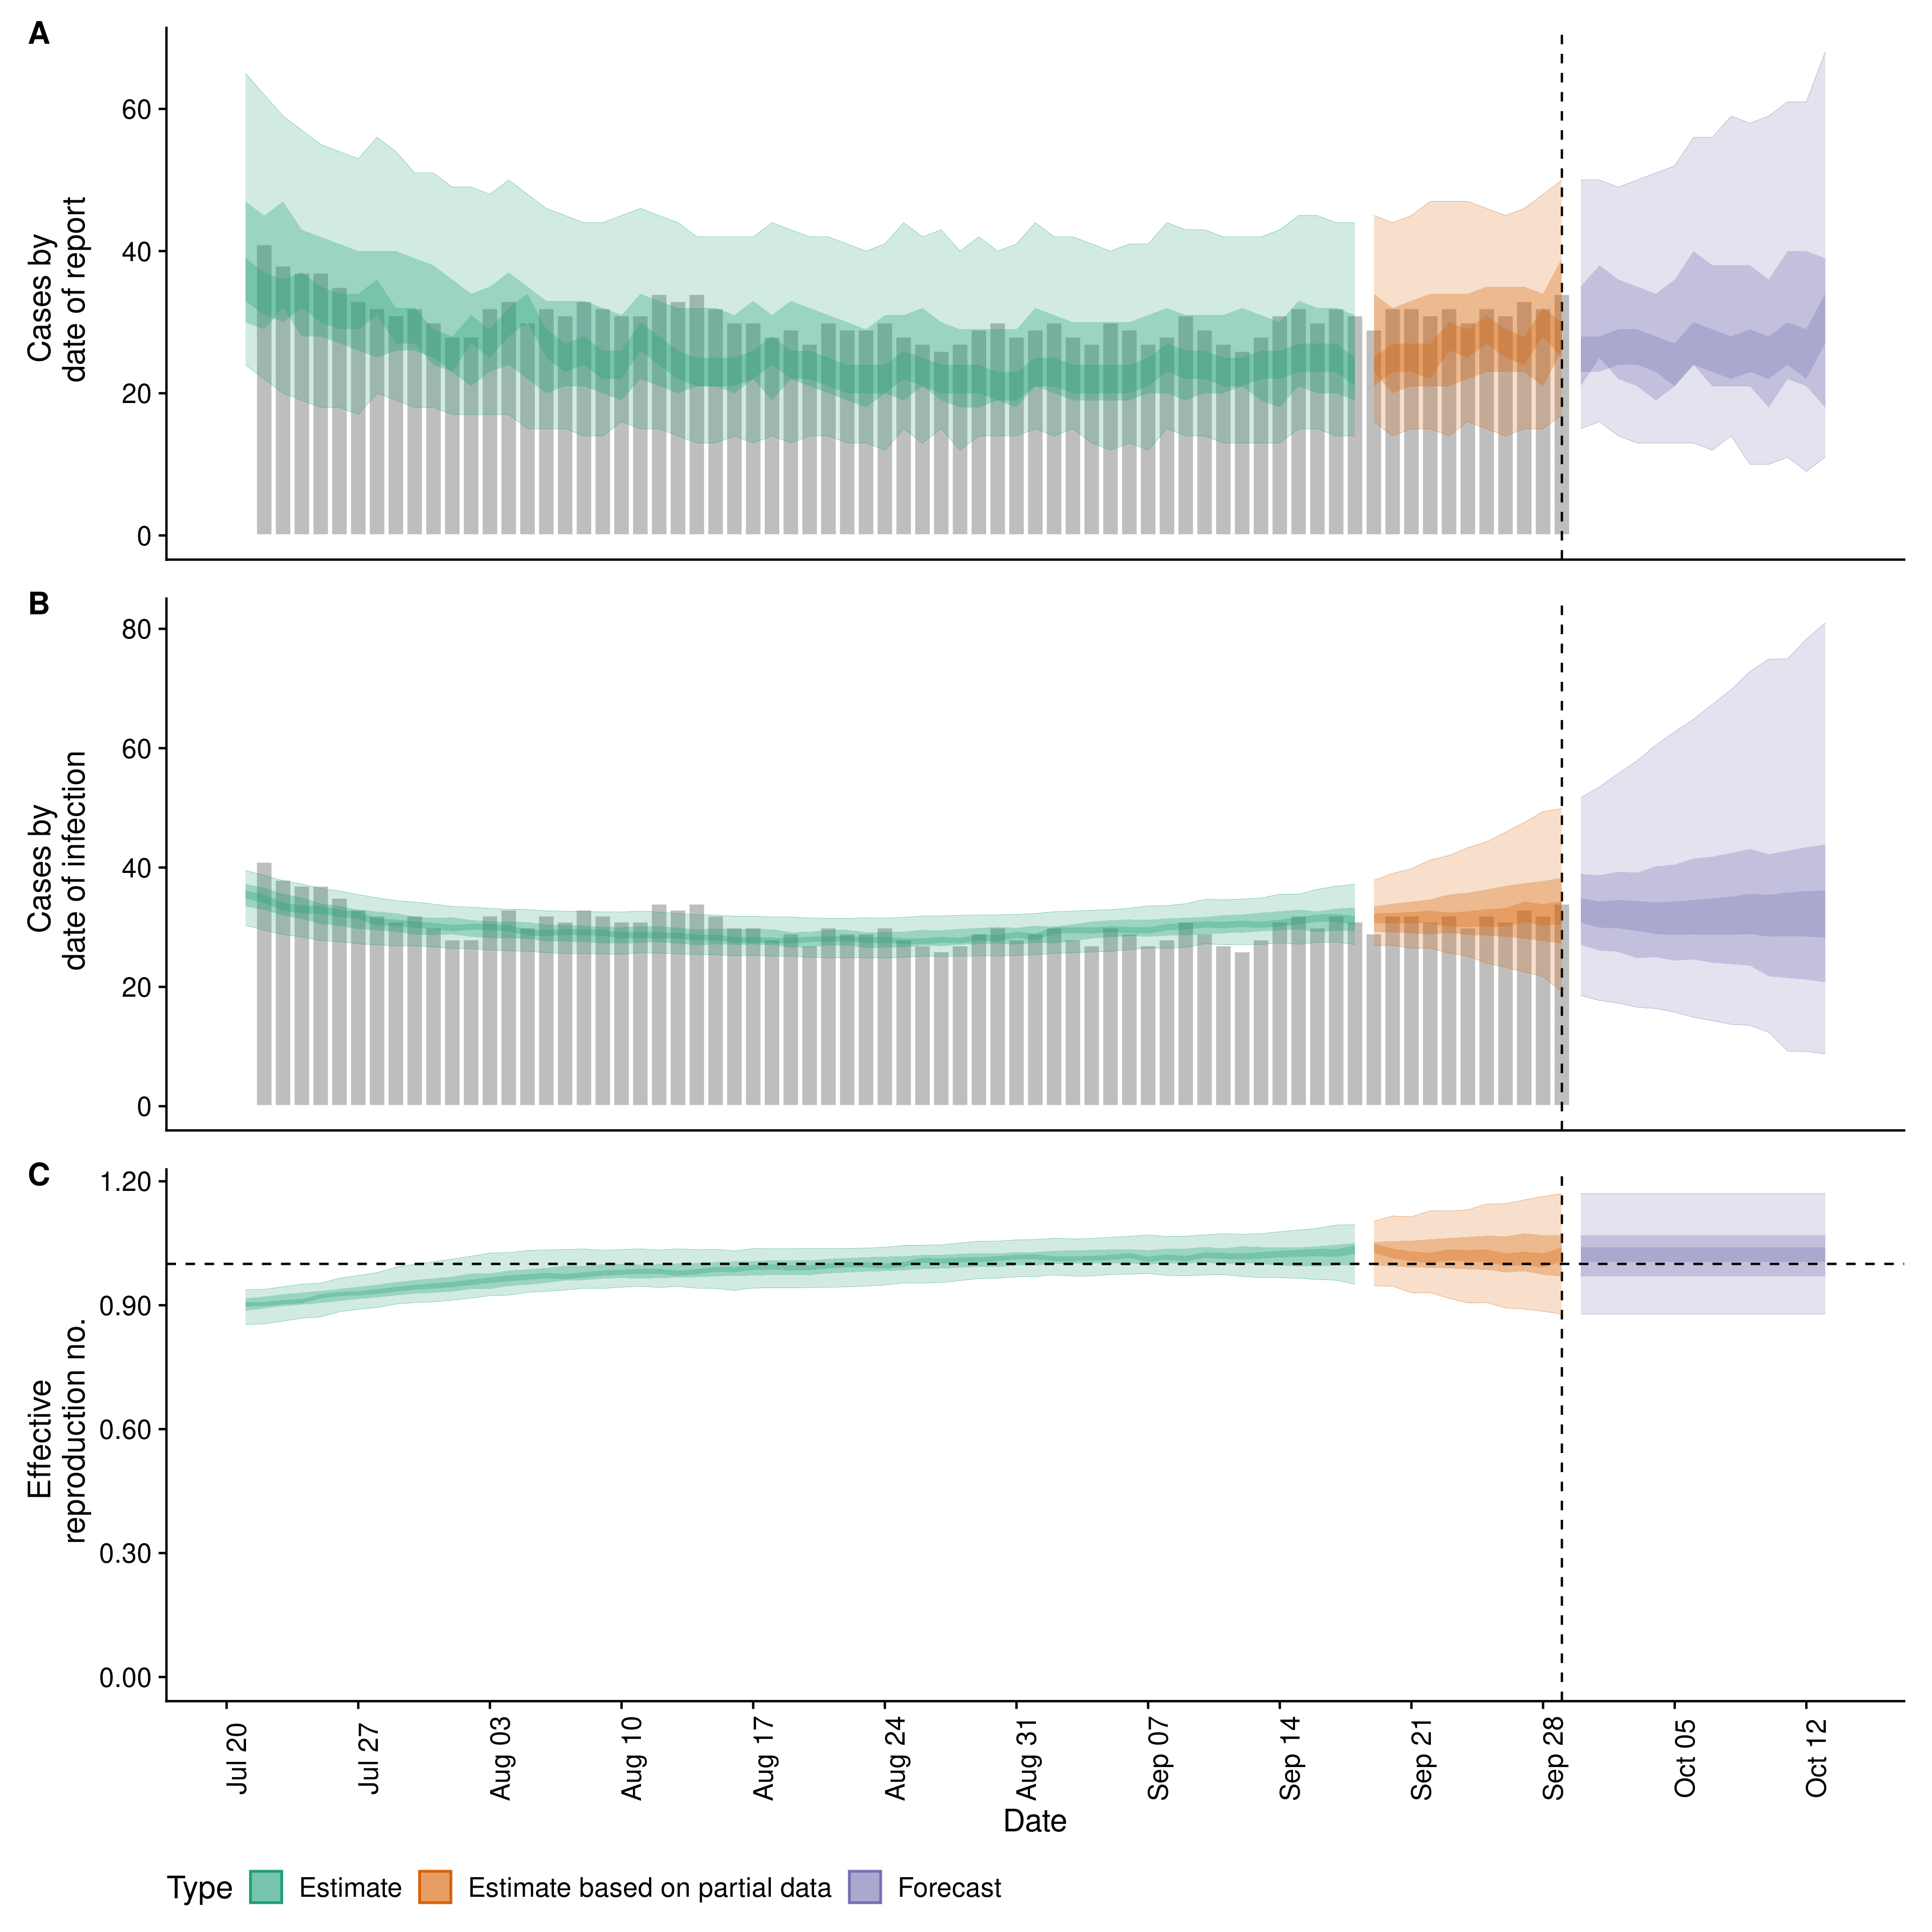 A
Cases by
date of report
60
40
20
0
B
Cases by
date of infection
80
60
40
20
0
C
Effective
reproduction no.
1.20
0.90
0.60
0.30
0.00
Jul 20
Jul 27
Aug 03
Aug 10
Aug 17
Aug 24
Aug 31
Sep 07
Sep 14
Sep 21
Sep 28
Oct 05
Oct 12
Date
Type Estimate Estimate based on partial data Forecast